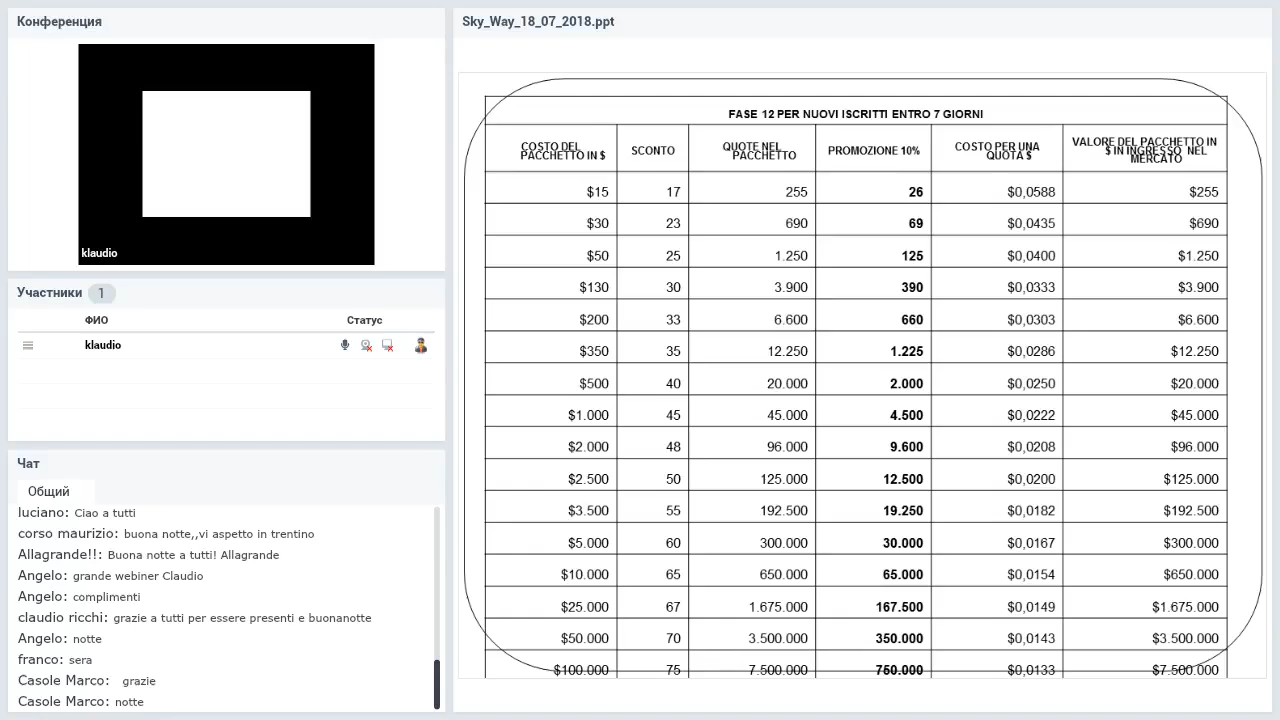 Конференция
klaudio
Участники 1
ФИО Статус
klaudio
Чат
Общий
luciano: Ciao a tutti
corso maurizio: buona notte,,vi aspetto in trentino
Allagrande!!: Buona notte a tutti! Allagrande
Angelo: grande webiner Claudio
Angelo: complimenti
claudio ricchi: grazie a tutti per essere presenti e buonanotte
Angelo: notte
franco: sera
Casole Marco: grazie
Casole Marco: notte
Sky_Way_18_07_2018.ppt
FASE 12 PER NUOVI ISCRITTI ENTRO 7 GIORNI
COSTO DEL PACCHETTO IN $ SCONTO QUOTE NEL PACCHETTO PROMOZIONE 10% COSTO PER UNA QUOTA $ VALORE DEL PACCHETTO IN $ IN INGRESSO NEL MERCATO
$15 17 255 26 $0,0588 $255
$30 23 690 69 $0,0435 $690
$50 25 1.250 125 $0,0400 $1.250
$130 30 3.900 390 $0,0333 $3.900
$200 33 6.600 660 $0,0303 $6.600
$350 35 12.250 1.225 $0,0286 $12.250
$500 40 20.000 2.000 $0,0250 $20.000
$1.000 45 45.000 4.500 $0,0222 $45.000
$2.000 48 96.000 9.600 $0,0208 $96.000
$2.500 50 125.000 12.500 $0,0200 $125.000
$3.500 55 192.500 19.250 $0,0182 $192.500
$5.000 60 300.000 30.000 $0,0167 $300.000
$10.000 65 650.000 65.000 $0,0154 $650.000
$25.000 67 1.675.000 167.500 $0,0149 $1.675.000
$50.000 70 3.500.000 350.000 $0,0143 $3.500.000
$100.000 75 7.500.000 750.000 $0,0133 $7.500.000